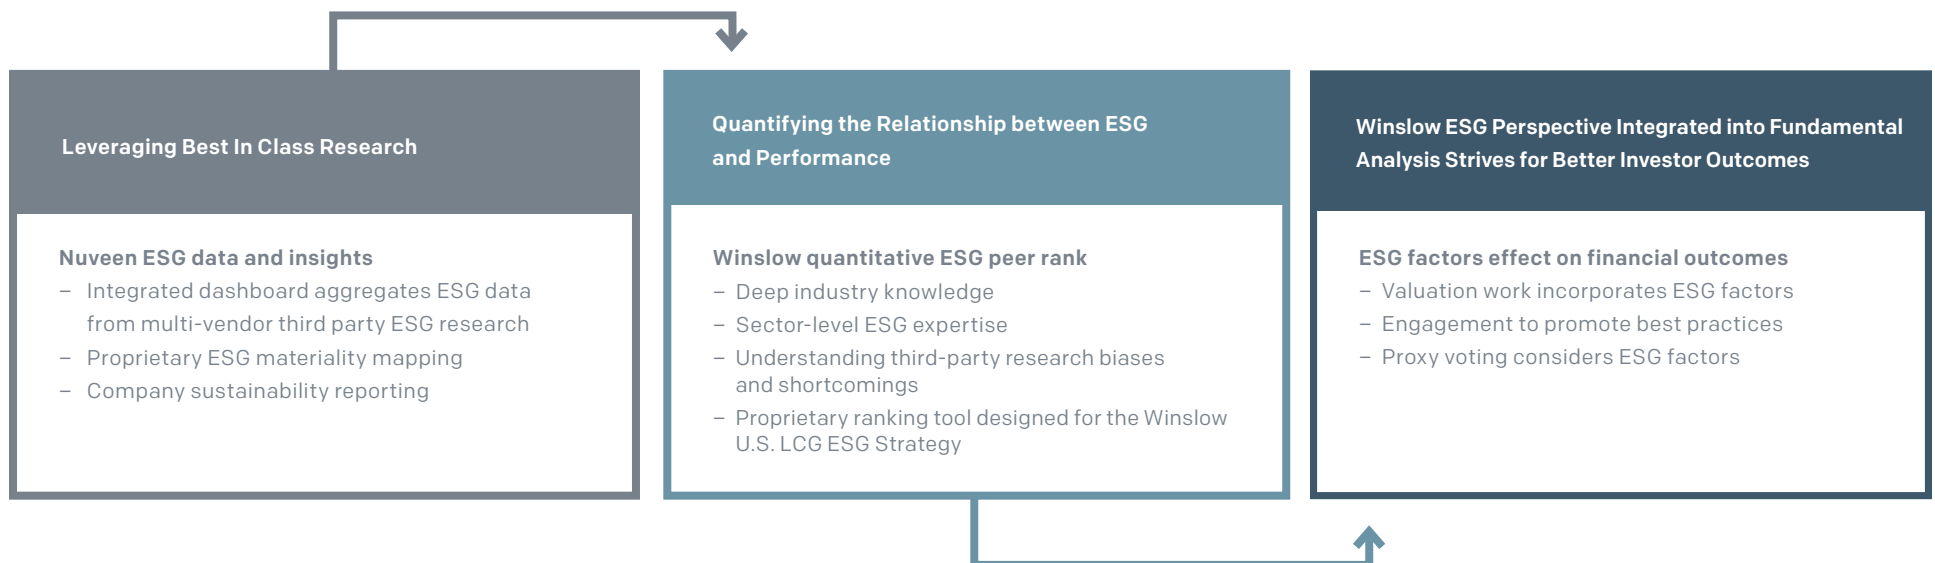 Leveraging Best In Class Research
Nuveen ESG data and insights
– Integrated dashboard aggregates ESG data
from multi-vendor third party ESG research
– Proprietary ESG materiality mapping
– Company sustainability reporting
Quantifying the Relationship between ESG
and Performance
Winslow quantitative ESG peer rank
– Deep industry knowledge
– Sector-level ESG expertise
– Understanding third-party research biases
and shortcomings
– Proprietary ranking tool designed for the Winslow
U.S. LCG ESG Strategy
Winslow ESG Perspective Integrated into Fundamental
Analysis Strives for Better Investor Outcomes
ESG factors effect on financial outcomes
– Valuation work incorporates ESG factors
– Engagement to promote best practices
– Proxy voting considers ESG factors